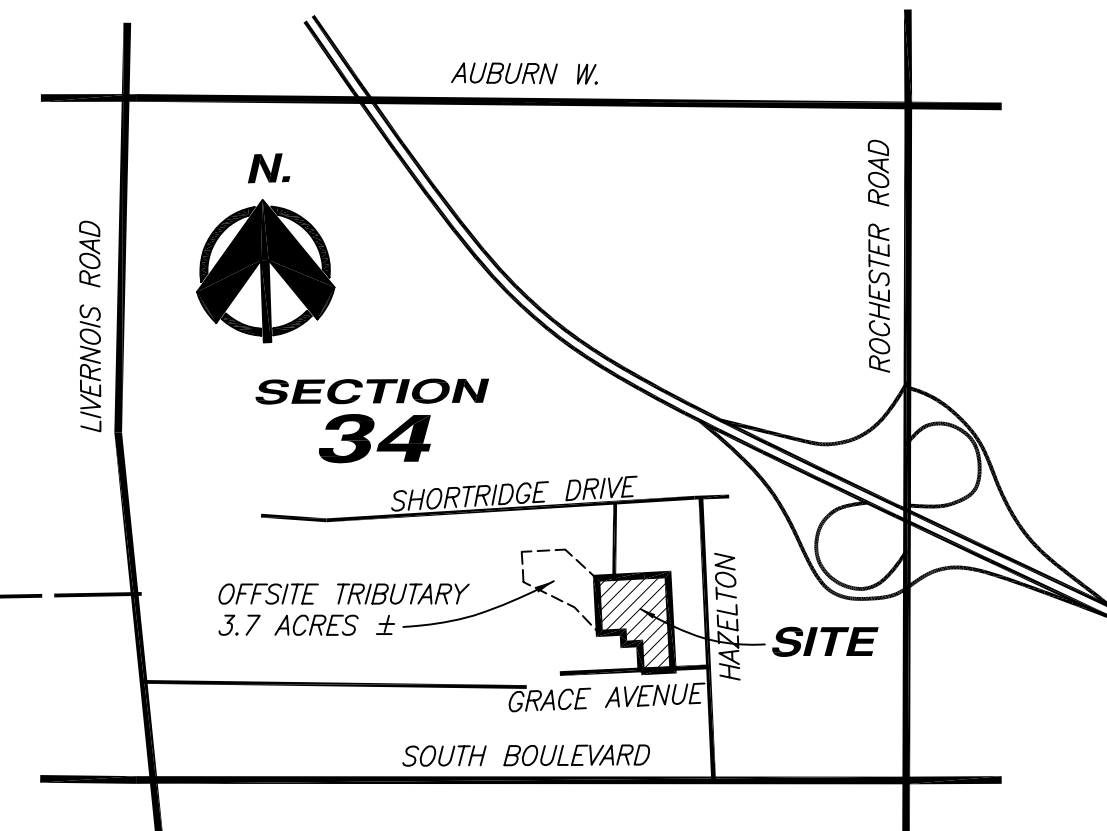 AUBURN W.
N.
LIVERNOIS ROAD
ROCHESTER ROAD
SECTION
34
SHORTRIDGE DRIVE
OFFSITE TRIBUTARY
3.7 ACRES ±
HAZELTON
SITE
GRACE AVENUE
SOUTH BOULEVARD